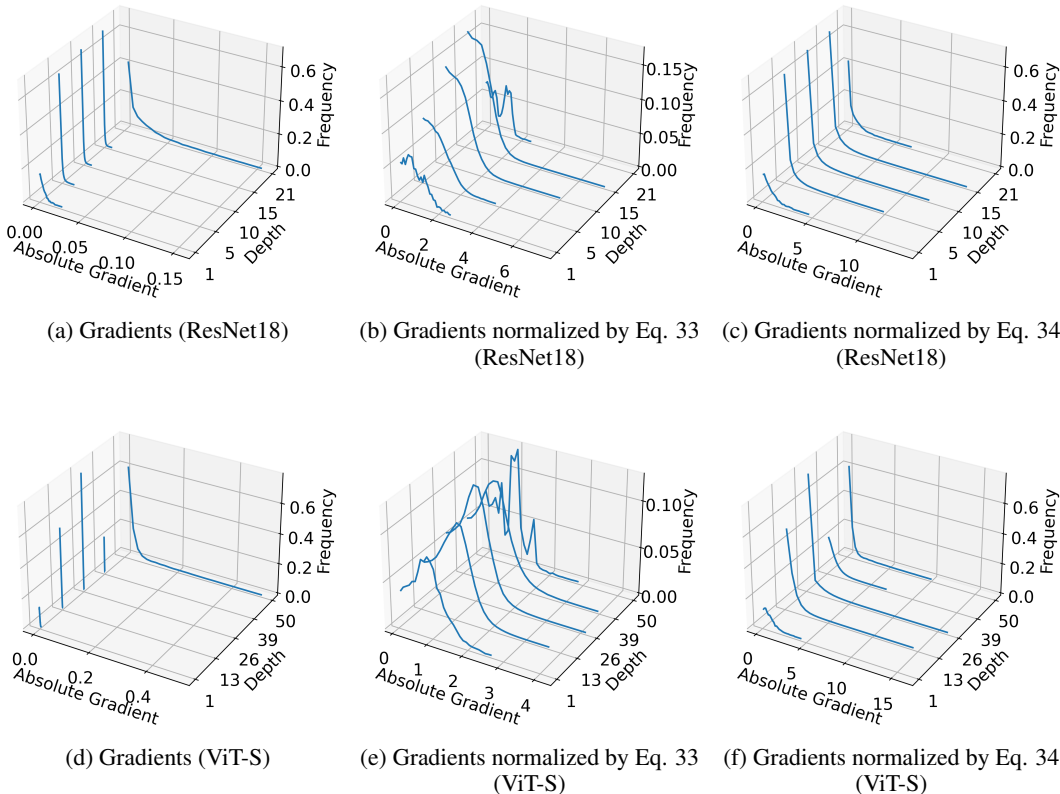 0.6
0.4
0.2
0.0
Frequency
0.00
0.05
0.10
0.15
Absolute Gradient
1
5
10
15
21
Depth
0.15
0.10
0.05
0.00
Frequency
0
2
4
6
Absolute Gradient
1
5
10
15
21
Depth
0.6
0.4
0.2
0.0
Frequency
0
5
10
Absolute Gradient
1
5
10
15
21
Depth
(a) Gradients (ResNet18)
(b) Gradients normalized by Eq. 33
(ResNet18)
(c) Gradients normalized by Eq. 34
(ResNet18)
0.6
0.4
0.2
0.0
Frequency
0.0
0.2
0.4
Absolute Gradient
1
13
26
39
50
Depth
0.10
0.05
0.00
Frequency
0
1
2
3
4
Absolute Gradient
1
13
26
39
50
Depth
0.6
0.4
0.2
0.0
Frequency
0
5
10
15
Absolute Gradient
1
13
26
39
50
Depth
(d) Gradients (ViT-S)
(e) Gradients normalized by Eq. 33
(ViT-S)
(f) Gradients normalized by Eq. 34
(ViT-S)